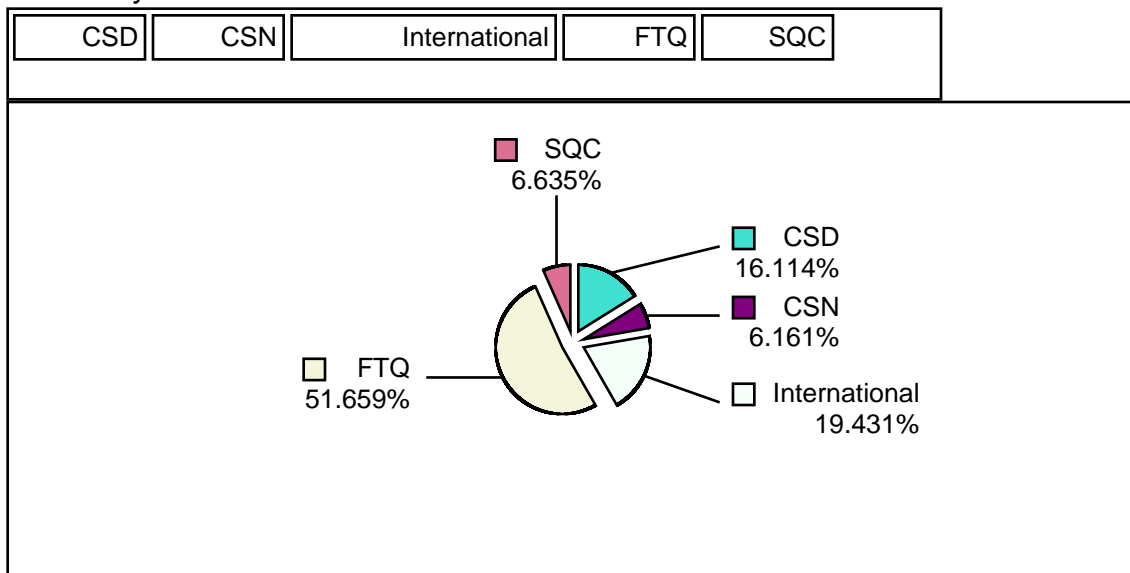 CSD CSN International FTQ SQC
SQC
6.635%
CSD
16.114%
CSN
6.161%
FTQ
51.659%
International
19.431%